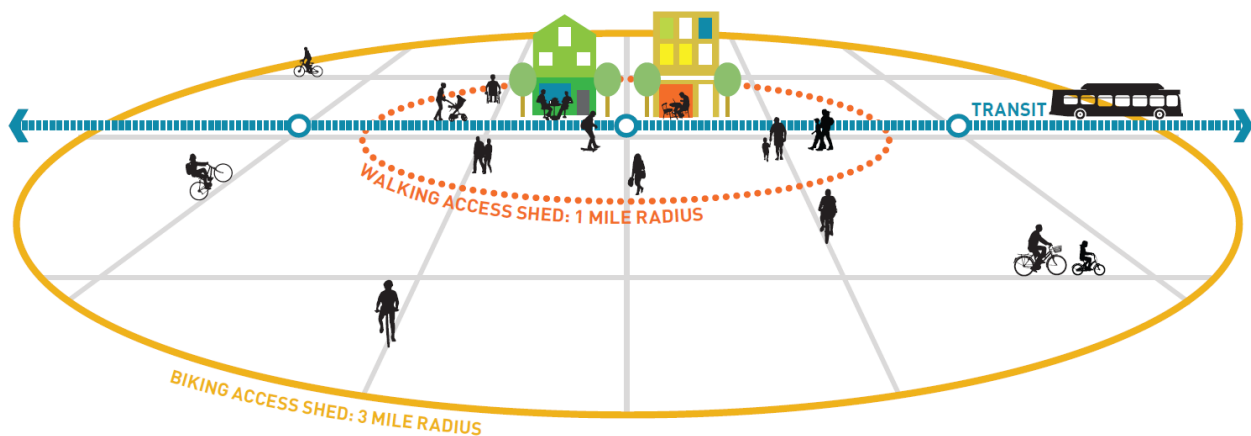 TRANSIT
WALKING ACCESS SHED: 1 MILE RADIUS
BIKING ACCESS SHED: 3 MILE RADIUS